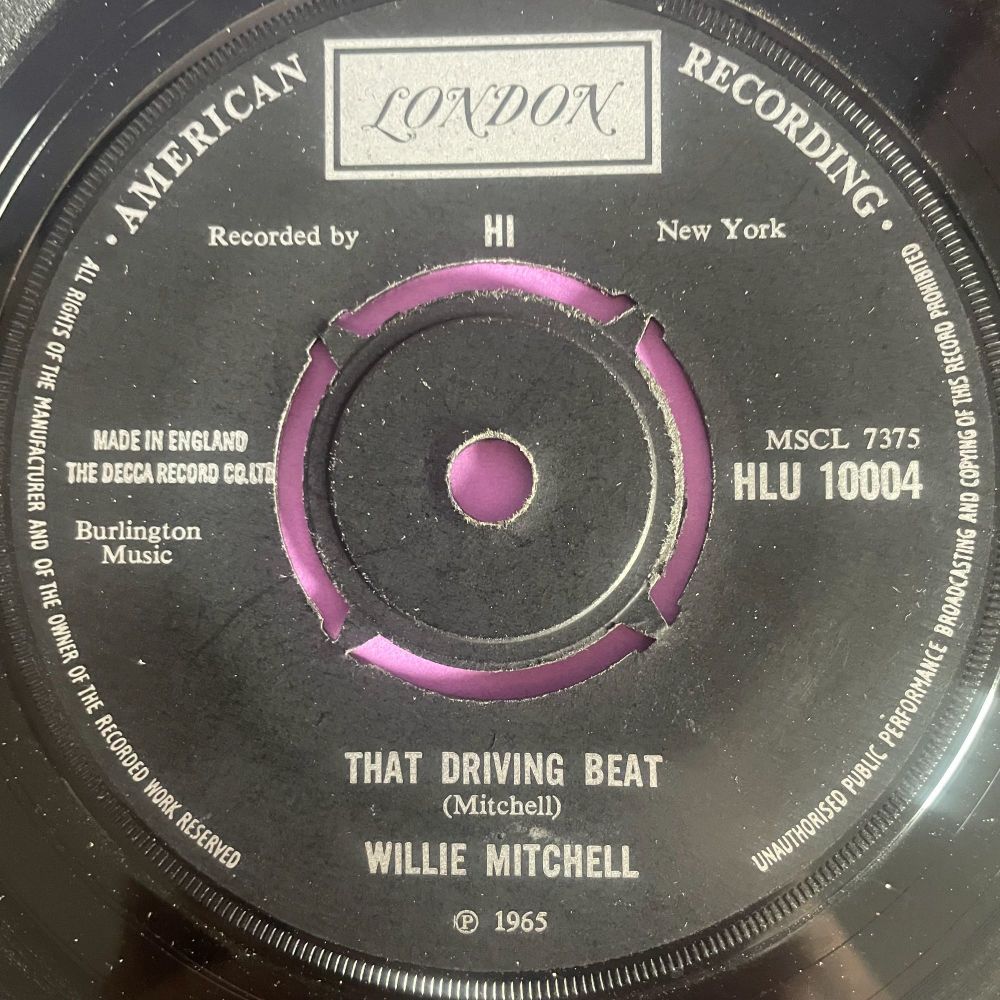 LONDON
• AMERICAN RECORDING •
Recorded by HI New York
MADE IN ENGLAND
THE DECCA RECORD CO. LTD
Burlington
Music
MSCL 7375
HLU 10004
THAT DRIVING BEAT
(Mitchell)
WILLIE MITCHELL
Ⓟ 1965
ALL RIGHTS OF THE MANUFACTURER AND OF THE OWNER OF THE RECORDED WORK RESERVED
UNAUTHORISED PUBLIC PERFORMANCE BROADCASTING AND COPYING OF THIS RECORD PROHIBITED